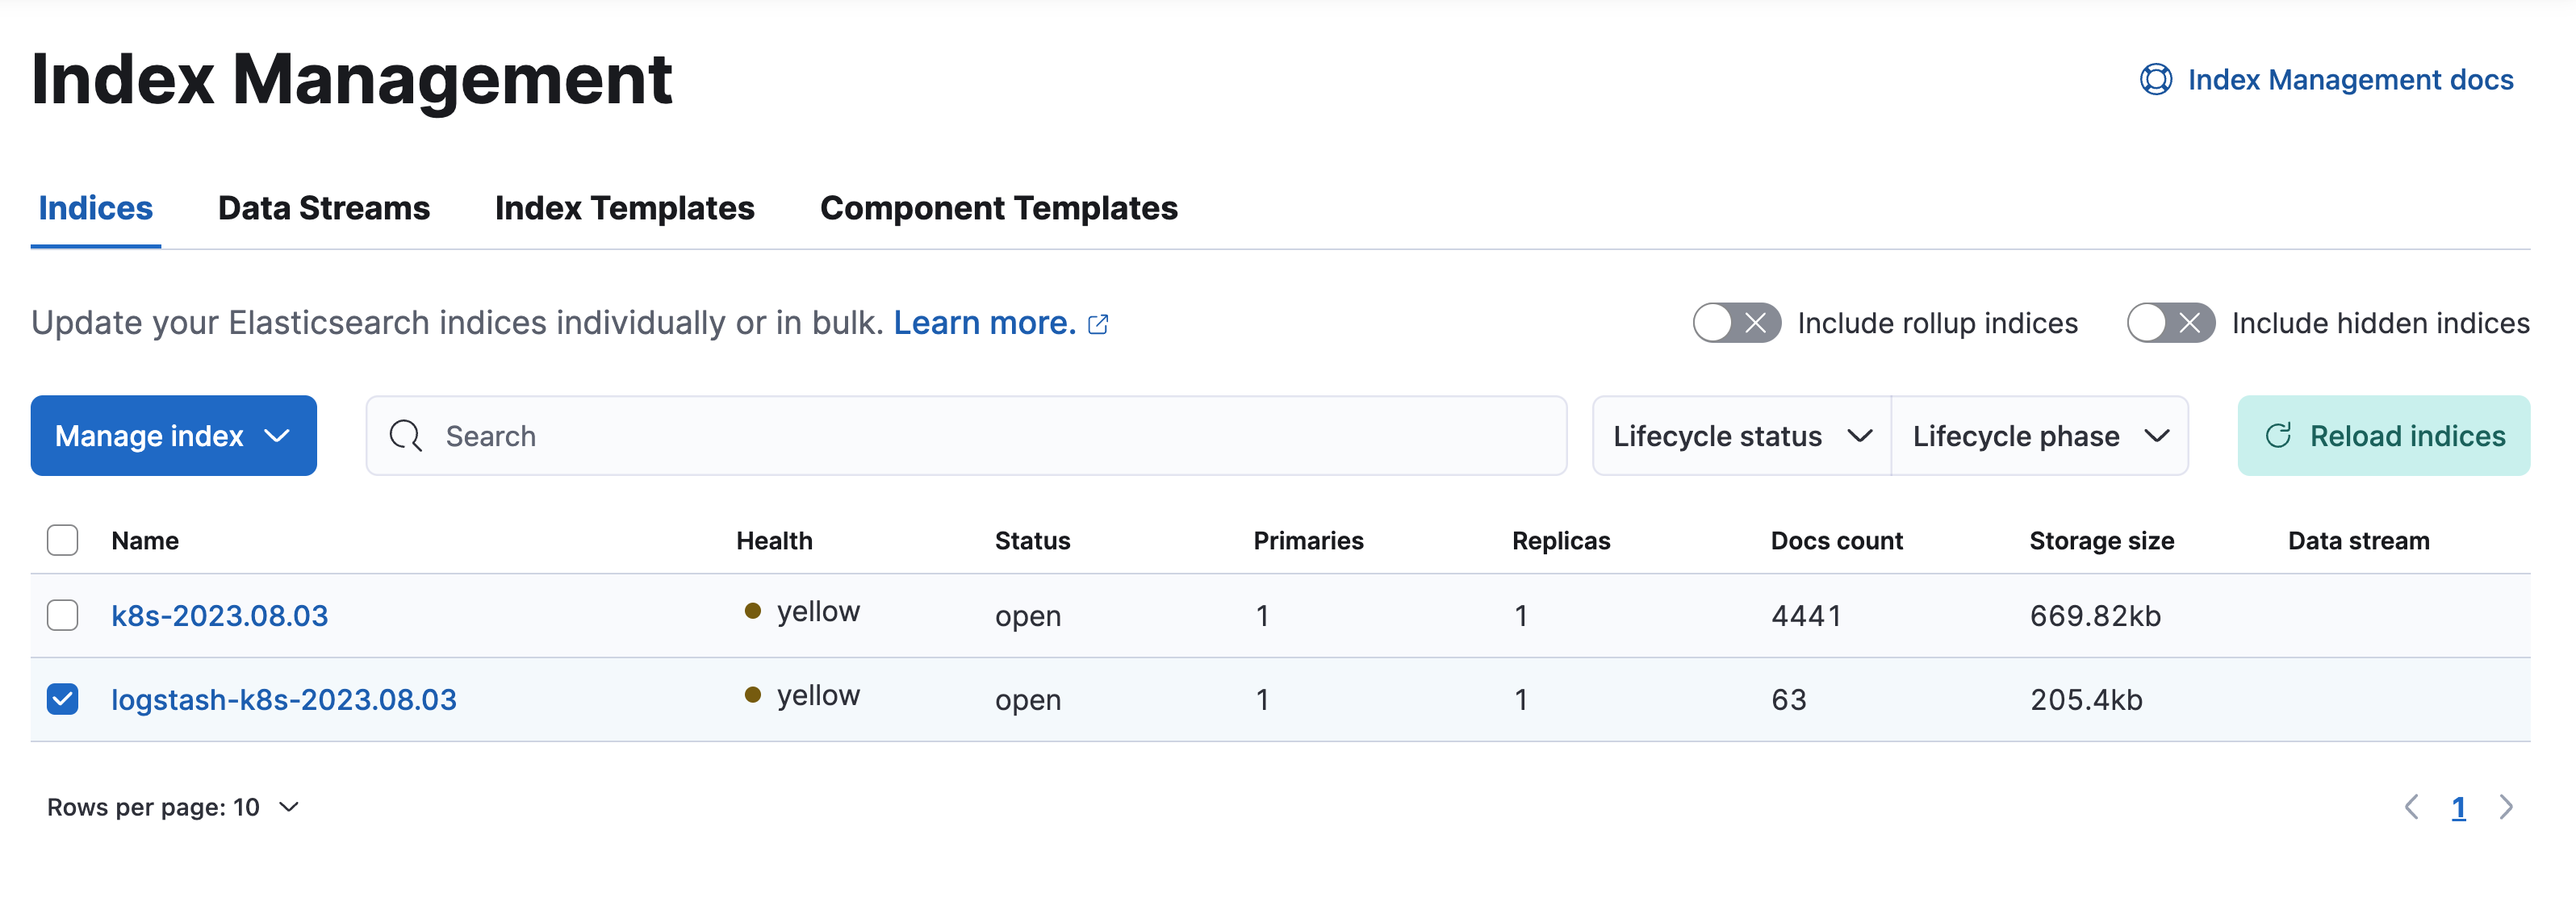 Index Management
Index Management docs
Indices Data Streams Index Templates Component Templates
Update your Elasticsearch indices individually or in bulk. Learn more.
Include rollup indices Include hidden indices
Manage index Search Lifecycle status Lifecycle phase Reload indices
Name Health Status Primaries Replicas Docs count Storage size Data stream
k8s-2023.08.03 yellow open 1 1 4441 669.82kb
logstash-k8s-2023.08.03 yellow open 1 1 63 205.4kb
Rows per page: 10 1